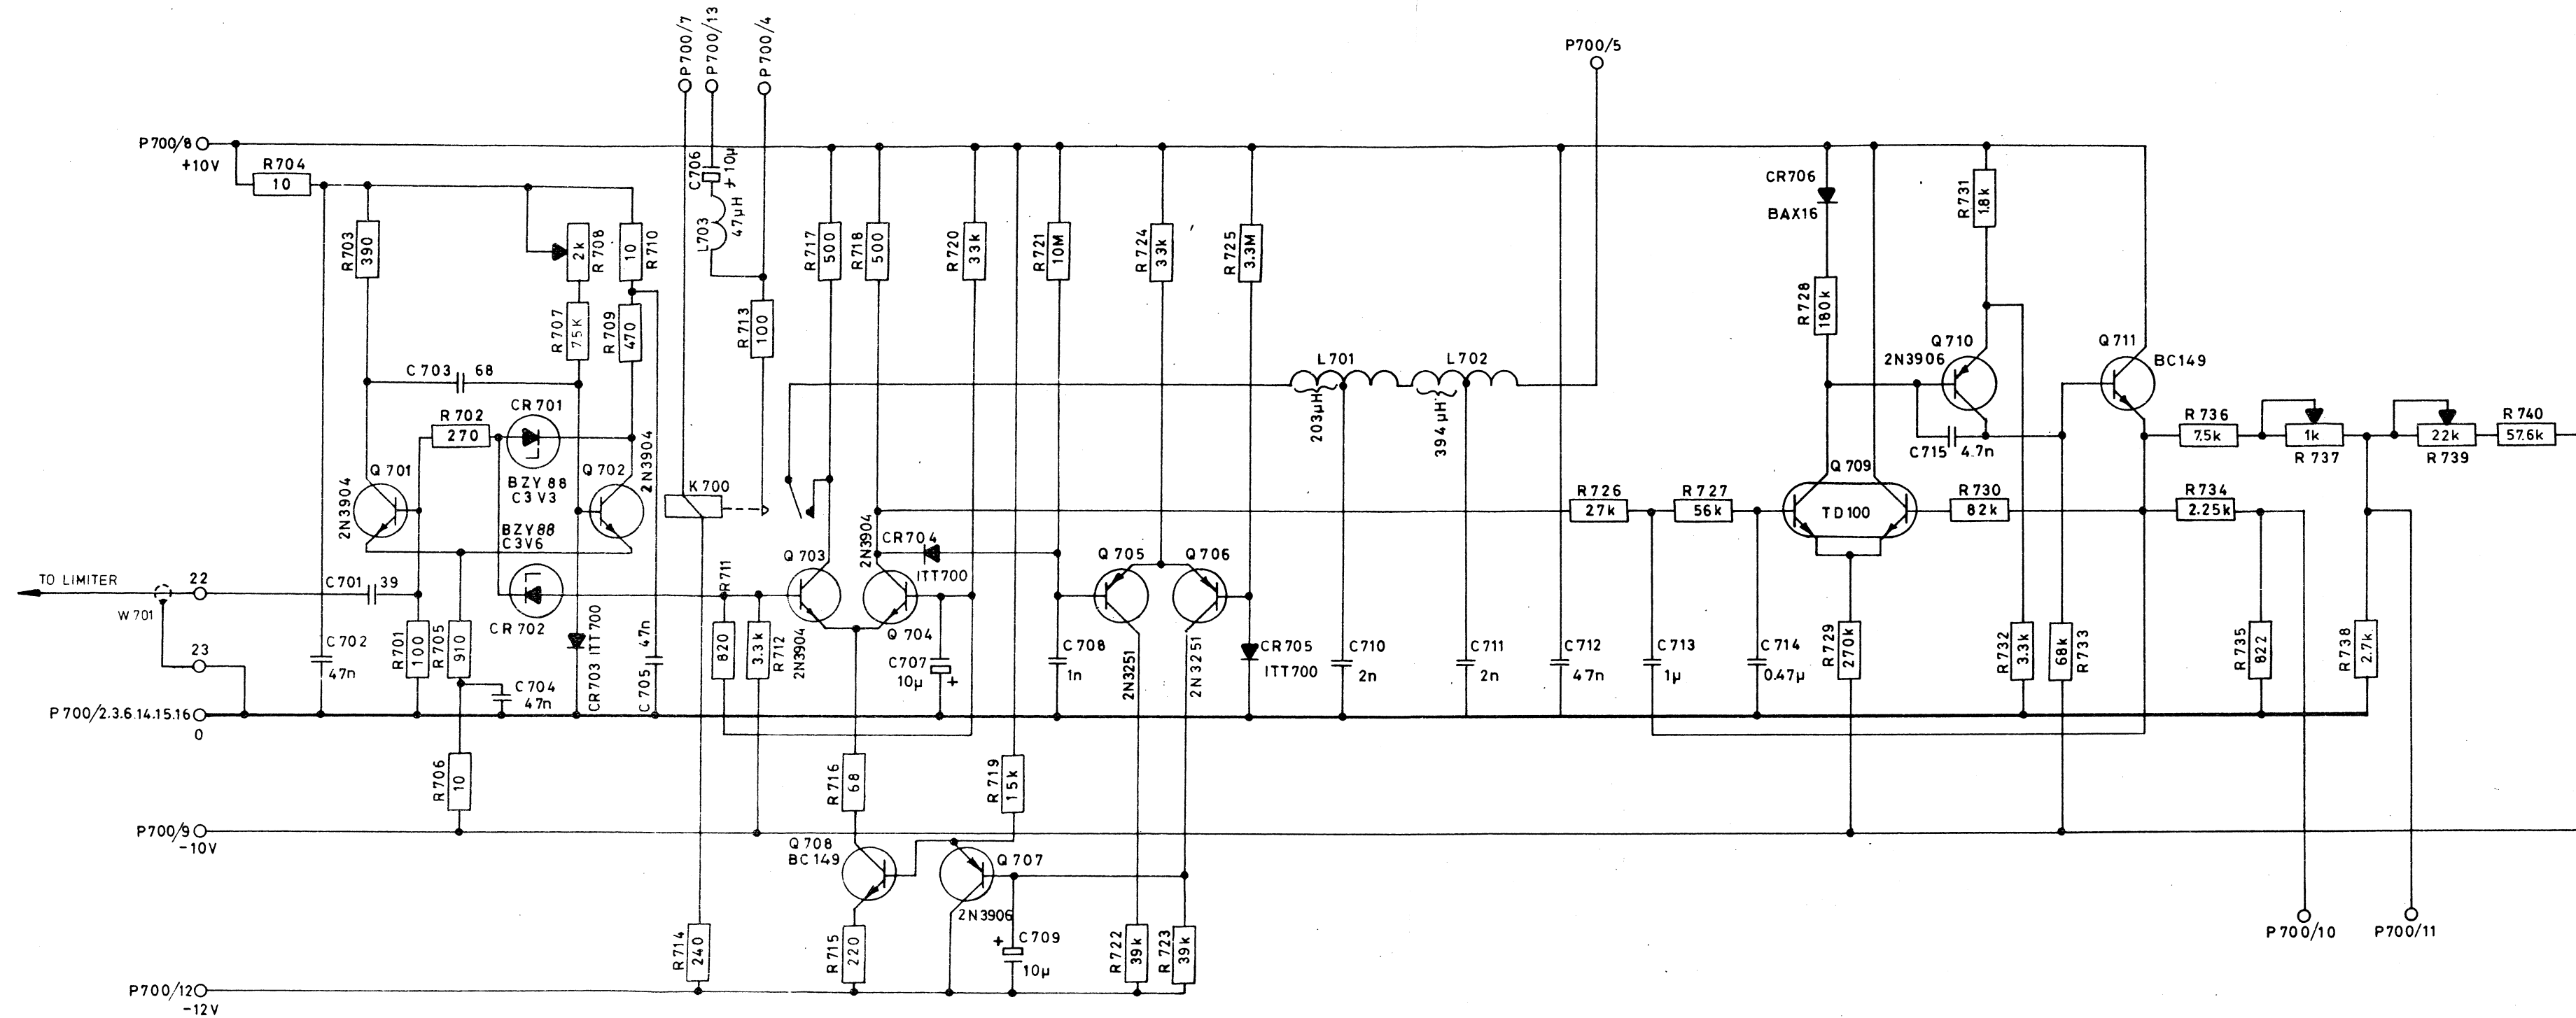 P700/7
P700/13
P700/4
P700/5
P700/8
+10V
R704
10
C706
+10µ
L703
47µH
R703
390
2k
R708
10
R710
R707
7.5K
R709
470
R713
100
R717
500
R718
500
R720
33k
R721
10M
R724
3.3k
R725
3.3M
CR706
BAX16
R728
180k
R731
1.8k
Q710
2N3906
Q711
BC149
C715 4.7n
L701
L702
203µH
394µH
C703 68
R702
270
CR701
BZY 88
C3V3
BZY88
C3V6
Q701
2N3904
Q702
2N3904
K700
R736
7.5k
1k
R737
22k
R739
R740
57.6k
Q709
TD100
R726
27k
R727
56k
R730
82k
R734
2.25k
TO LIMITER
W701
22
23
C701 39
C702
47n
R701
100
R705
910
C704
47n
CR702
CR703 ITT700
C705 47n
R711
820
3.3k
R712
Q703
2N3904
2N3904
CR704
ITT700
Q704
C707
10µ
+
C708
1n
Q705
2N3251
Q706
2N3251
CR705
ITT700
C710
2n
C711
2n
C712
47n
C713
1µ
C714
0.47µ
R729
270k
R732
3.3k
68k
R733
R735
822
R738
2.7k
P700/2.3.6.14.15.16
0
R706
10
R716
68
R719
15k
P700/9
-10V
Q708
BC149
Q707
2N3906
R714
240
R715
220
+
C709
10µ
R722
39k
R723
39k
P700/10
P700/11
P700/12
-12V